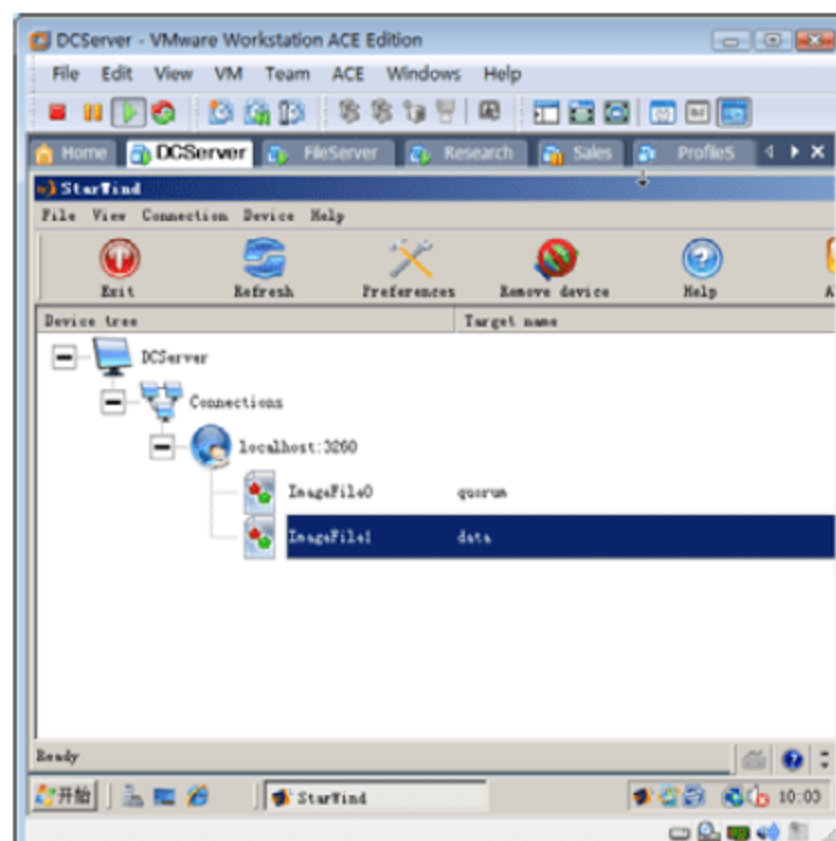 DCServer - VMware Workstation ACE Edition
File Edit View VM Team ACE Windows Help
Home DCServer FileServer Research Sales ProfileS
StarWind
File View Connection Device Help
Exit Refresh Preferences Remove device Help A
Device tree Target name
DCServer
Connections
localhost:3260
ImageFile0 quorum
ImageFile1 data
Ready
开始 StarWind 10:03